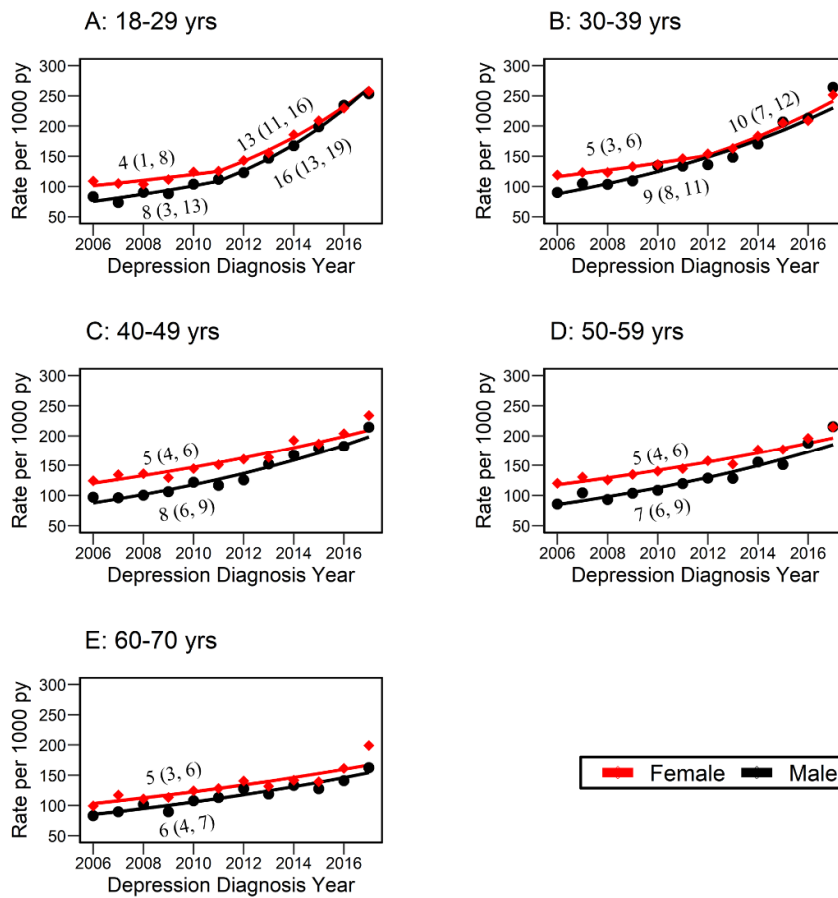 A: 18-29 yrs
Rate per 1000 py
300
250
200
150
100
50
4 (1, 8)
13 (11, 16)
16 (13, 19)
8 (3, 13)
2006 2008 2010 2012 2014 2016
Depression Diagnosis Year
B: 30-39 yrs
Rate per 1000 py
300
250
200
150
100
50
5 (3, 6)
10 (7, 12)
9 (8, 11)
2006 2008 2010 2012 2014 2016
Depression Diagnosis Year
C: 40-49 yrs
Rate per 1000 py
300
250
200
150
100
50
5 (4, 6)
8 (6, 9)
2006 2008 2010 2012 2014 2016
Depression Diagnosis Year
D: 50-59 yrs
Rate per 1000 py
300
250
200
150
100
50
5 (4, 6)
7 (6, 9)
2006 2008 2010 2012 2014 2016
Depression Diagnosis Year
E: 60-70 yrs
Rate per 1000 py
300
250
200
150
100
50
5 (3, 6)
6 (4, 7)
2006 2008 2010 2012 2014 2016
Depression Diagnosis Year
Female Male